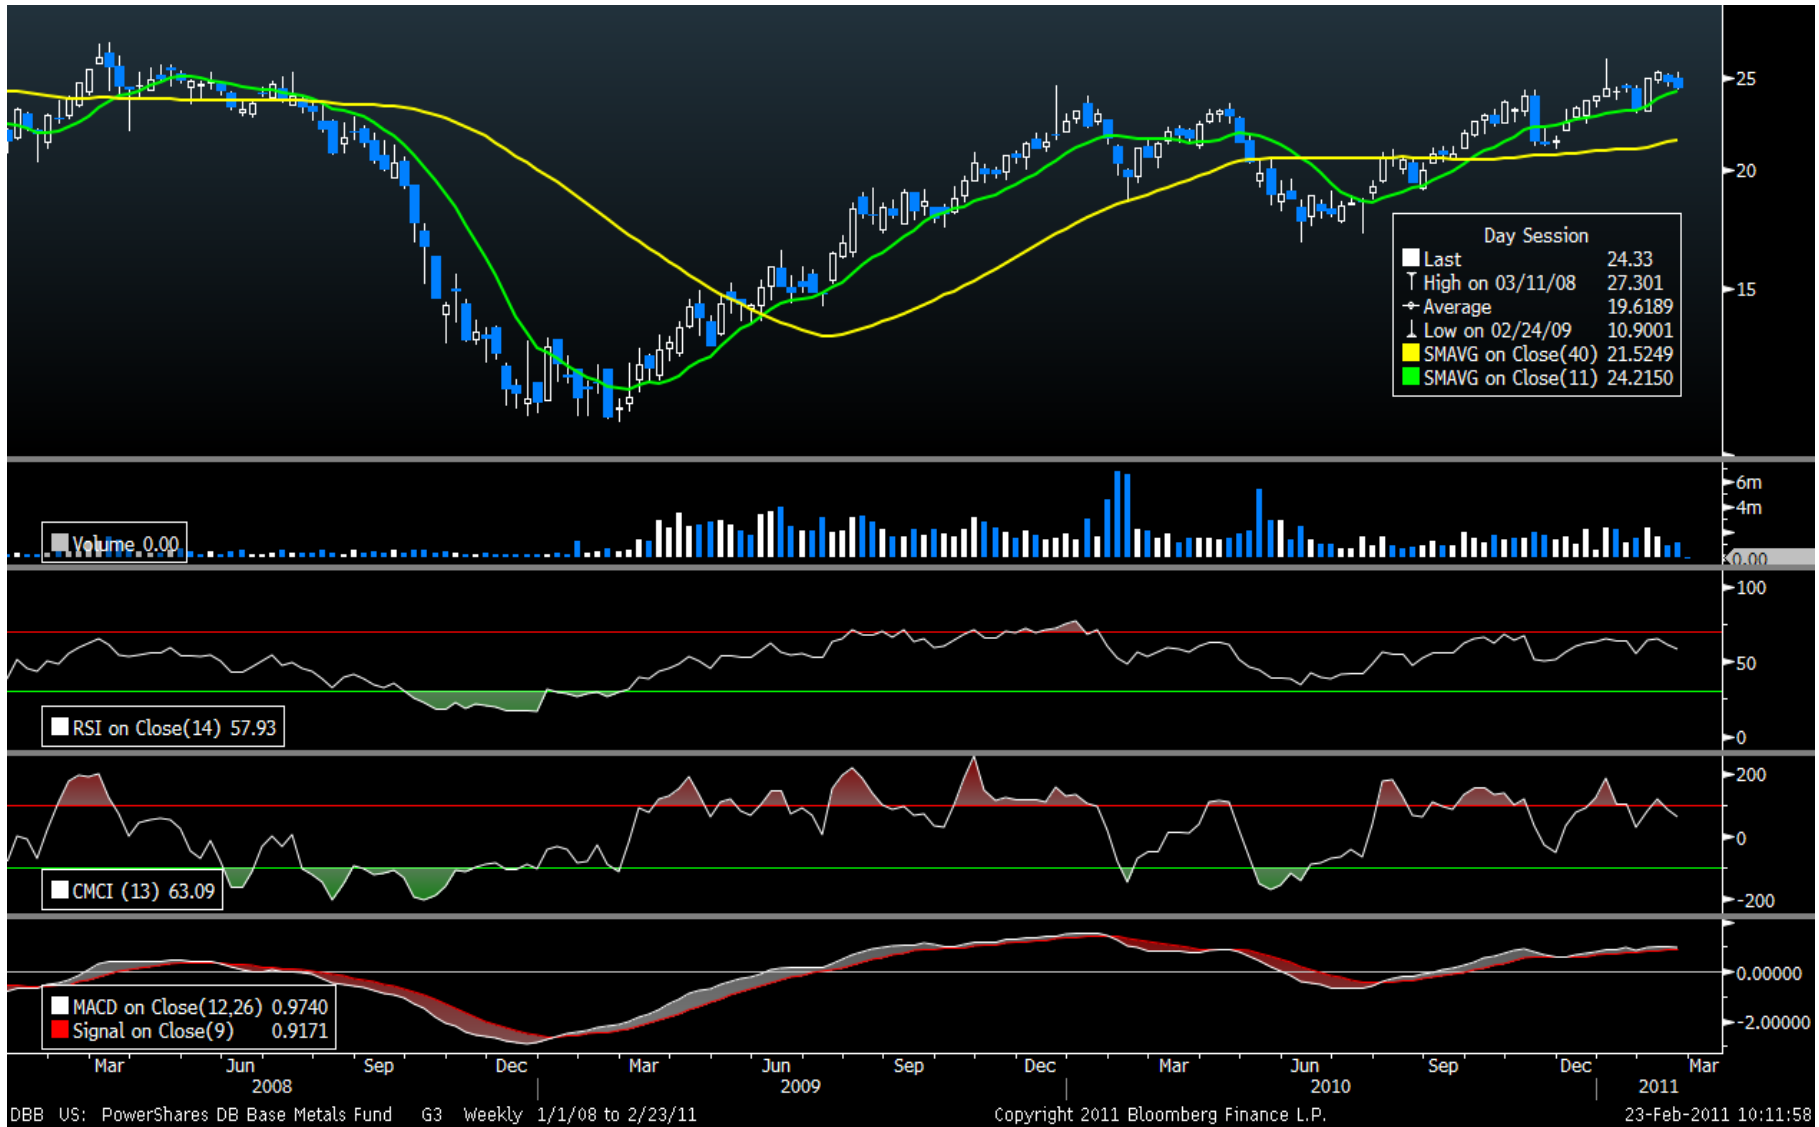 25
20
15
Day Session
Last 24.33
High on 03/11/08 27.301
Average 19.6189
Low on 02/24/09 10.9001
SMAVG on Close(40) 21.5249
SMAVG on Close(11) 24.2150
6m
4m
Volume 0.00
0.00
100
50
0
RSI on Close(14) 57.93
200
0
-200
CMCI (13) 63.09
0.00000
-2.00000
MACD on Close(12,26) 0.9740
Signal on Close(9) 0.9171
Mar Jun Sep Dec Mar Jun Sep Dec Mar Jun Sep Dec Mar
2008 2009 2010 2011
DBB US: PowerShares DB Base Metals Fund G3 Weekly 1/1/08 to 2/23/11 Copyright 2011 Bloomberg Finance L.P. 23-Feb-2011 10:11:58